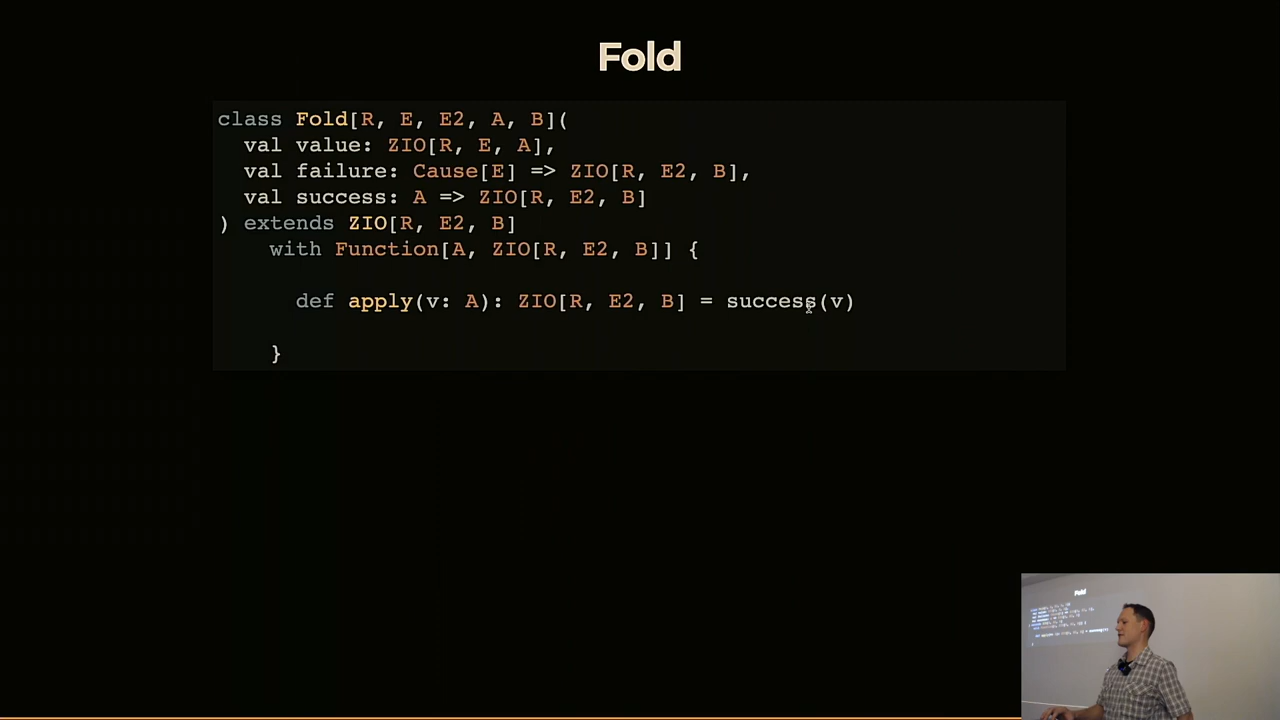 Fold
class Fold[R, E, E2, A, B](
  val value: ZIO[R, E, A],
  val failure: Cause[E] => ZIO[R, E2, B],
  val success: A => ZIO[R, E2, B]
) extends ZIO[R, E2, B]
    with Function[A, ZIO[R, E2, B]] {
      def apply(v: A): ZIO[R, E2, B] = success(v)
    }
Fold